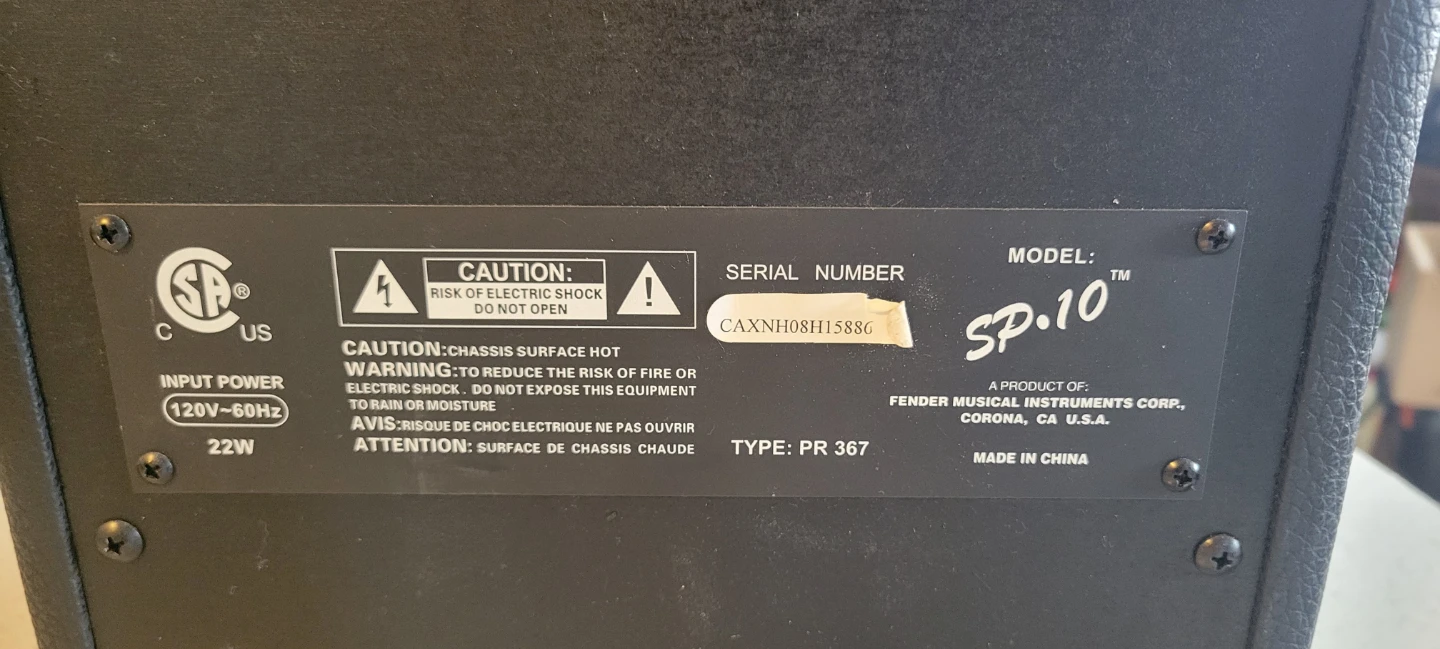 SA®
C US
INPUT POWER
120V~60Hz
22W
CAUTION:
RISK OF ELECTRIC SHOCK
DO NOT OPEN
!
CAUTION:CHASSIS SURFACE HOT
WARNING:TO REDUCE THE RISK OF FIRE OR
ELECTRIC SHOCK. DO NOT EXPOSE THIS EQUIPMENT
TO RAIN OR MOISTURE
AVIS:RISQUE DE CHOC ELECTRIQUE NE PAS OUVRIR
ATTENTION: SURFACE DE CHASSIS CHAUDE
SERIAL NUMBER
CAXNH08H15886
TYPE: PR 367
MODEL:
SP.10™
A PRODUCT OF:
FENDER MUSICAL INSTRUMENTS CORP.,
CORONA, CA U.S.A.
MADE IN CHINA